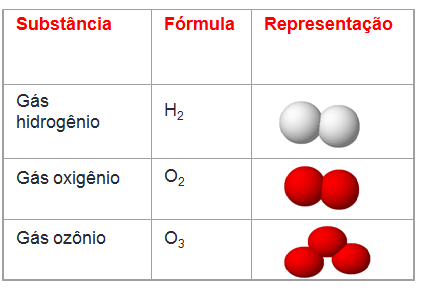 Substância Fórmula Representação
Gás
hidrogênio
H₂
Gás oxigênio O₂
Gás ozônio O₃